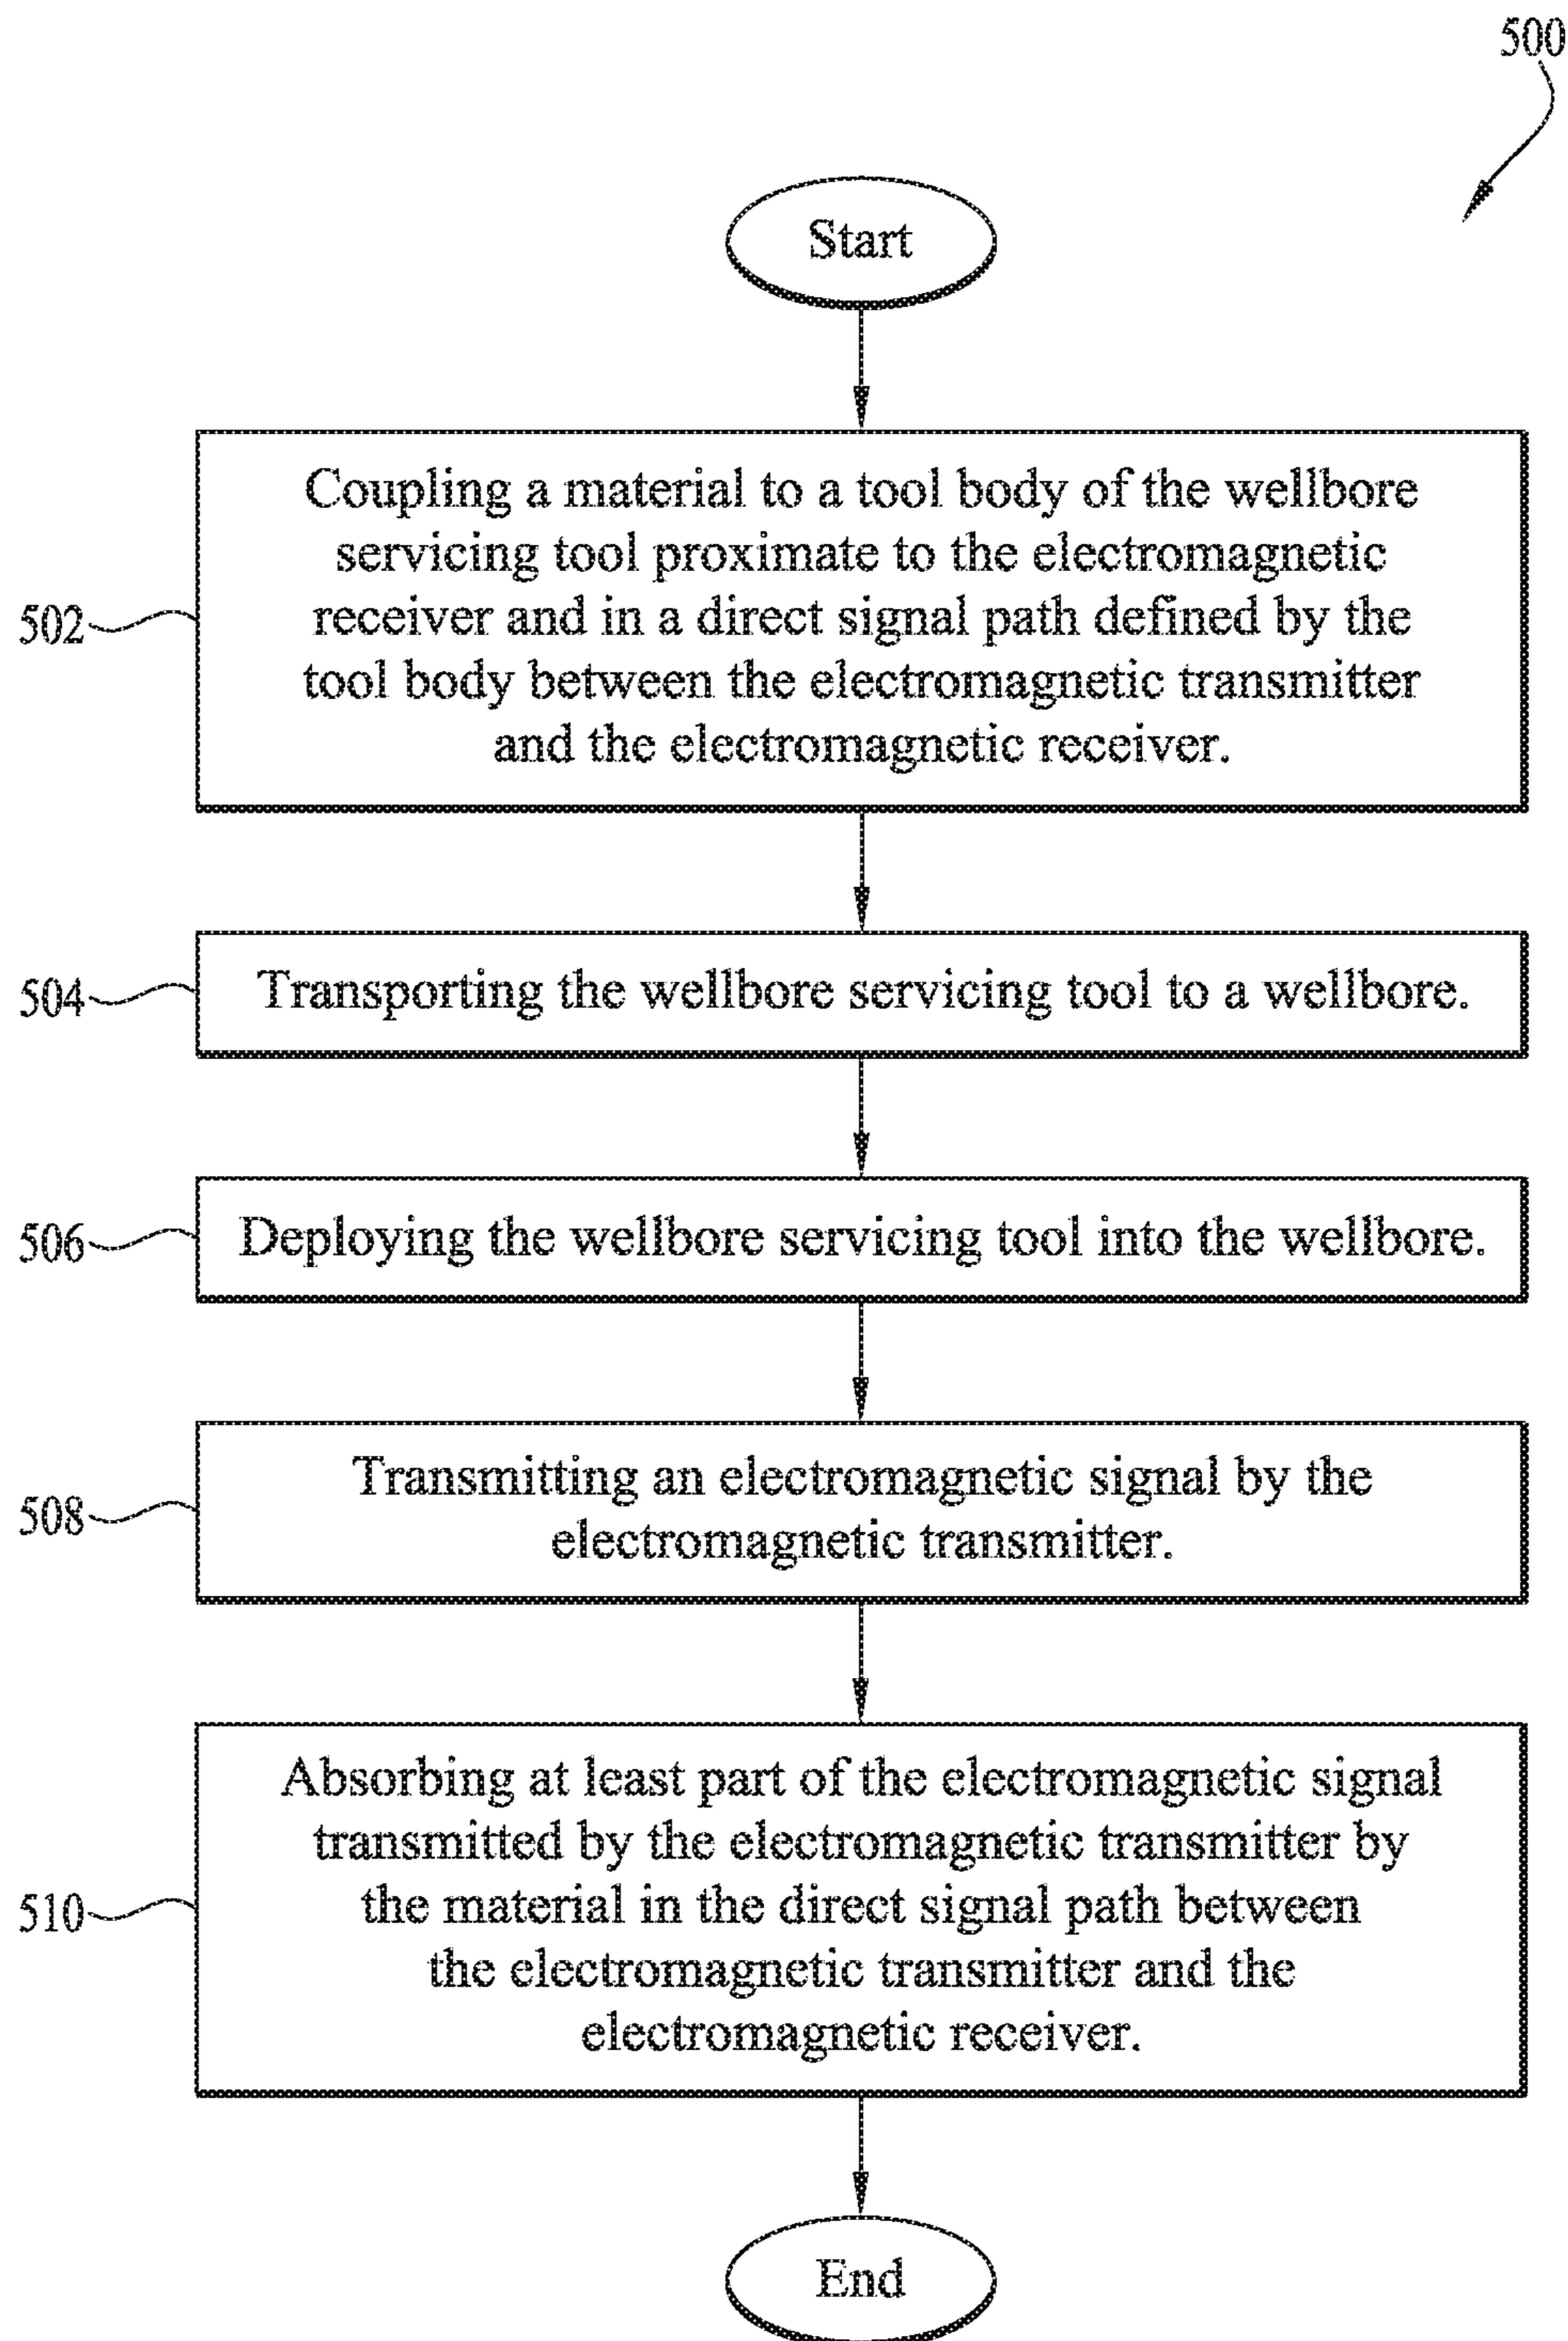 500
Start
Coupling a material to a tool body of the wellbore
servicing tool proximate to the electromagnetic
receiver and in a direct signal path defined by the
tool body between the electromagnetic transmitter
and the electromagnetic receiver.
502
Transporting the wellbore servicing tool to a wellbore.
504
Deploying the wellbore servicing tool into the wellbore.
506
Transmitting an electromagnetic signal by the
electromagnetic transmitter.
508
Absorbing at least part of the electromagnetic signal
transmitted by the electromagnetic transmitter by
the material in the direct signal path between
the electromagnetic transmitter and the
electromagnetic receiver.
510
End